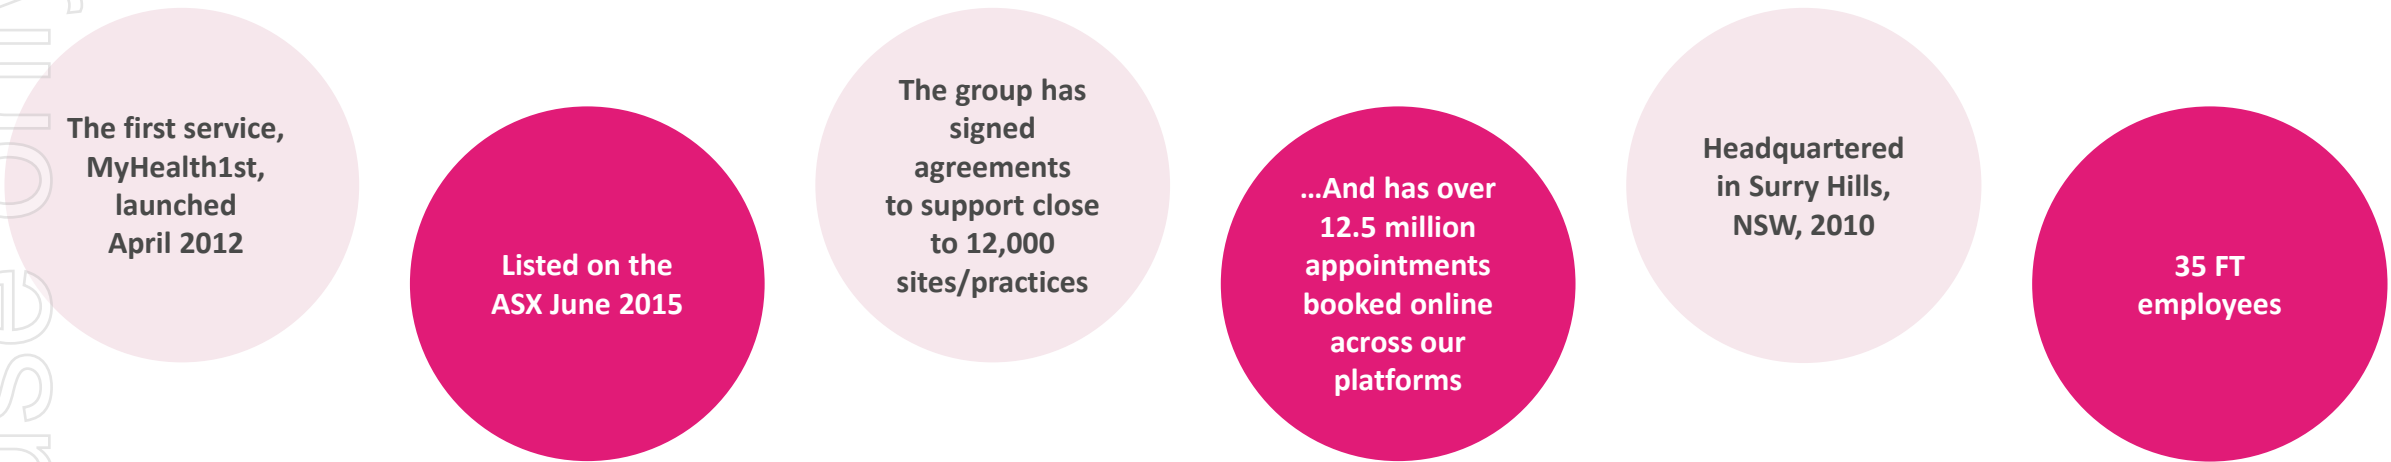 The first service,
MyHealth1st,
launched
April 2012
Listed on the
ASX June 2015
The group has
signed
agreements
to support close
to 12,000
sites/practices
...And has over
12.5 million
appointments
booked online
across our
platforms
Headquartered
in Surry Hills,
NSW, 2010
35 FT
employees